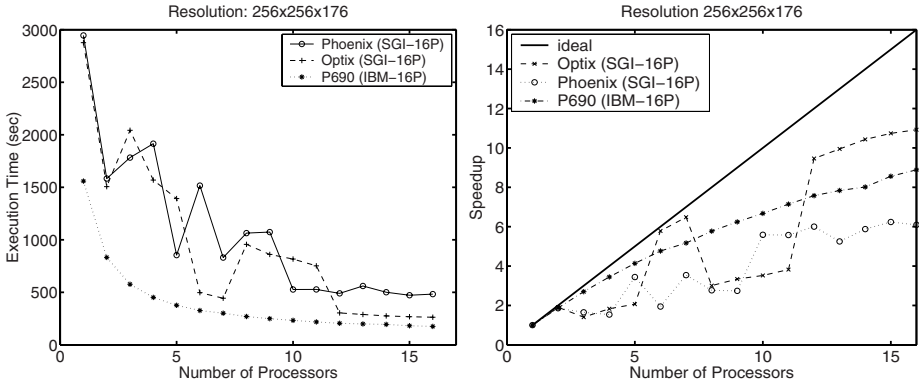 Resolution: 256x256x176
3000
2500
2000
1500
1000
500
0
0
5
10
15
Execution Time (sec)
Number of Processors
Phoenix (SGI−16P)
Optix (SGI−16P)
P690 (IBM−16P)
Resolution 256x256x176
16
14
12
10
8
6
4
2
0
0
5
10
15
Speedup
Number of Processors
ideal
Optix (SGI−16P)
Phoenix (SGI−16P)
P690 (IBM−16P)